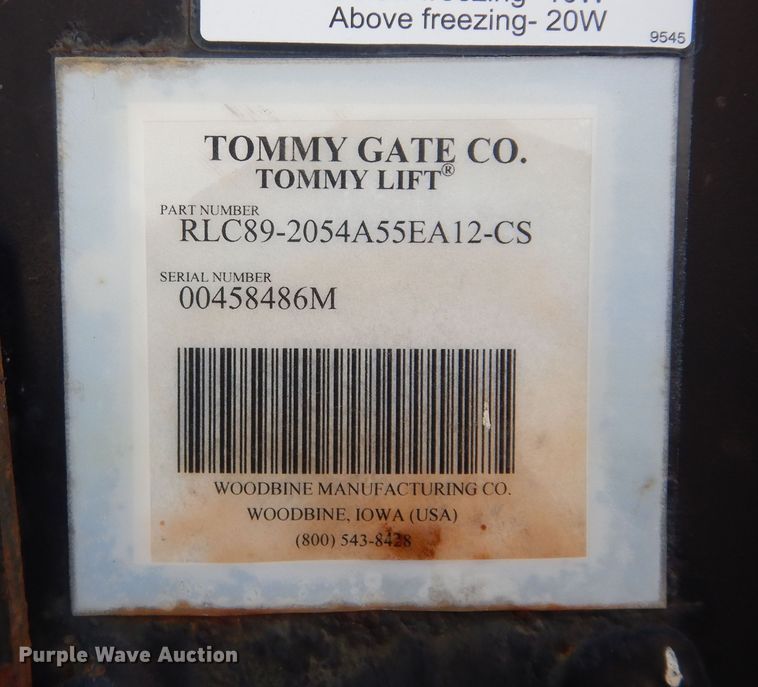 Above freezing- 20W
9545
TOMMY GATE CO.
TOMMY LIFT®
PART NUMBER
RLC89-2054A55EA12-CS
SERIAL NUMBER
00458486M
WOODBINE MANUFACTURING CO.
WOODBINE, IOWA (USA)
(800) 543-8428
Purple Wave Auction